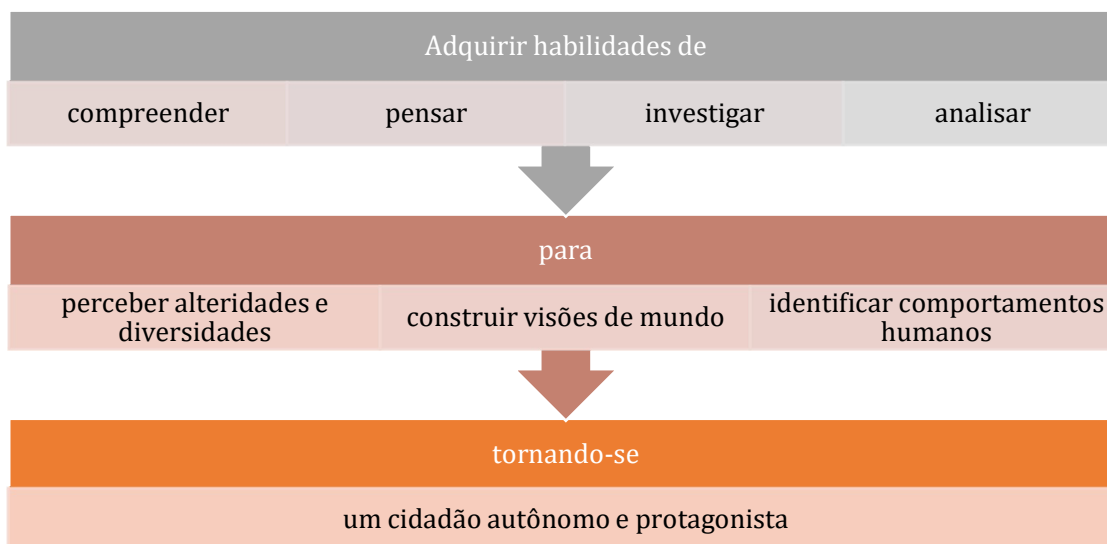 Adquirir habilidades de
compreender pensar investigar analisar
para
perceber alteridades e diversidades
construir visões de mundo
identificar comportamentos humanos
tornando-se
um cidadão autônomo e protagonista